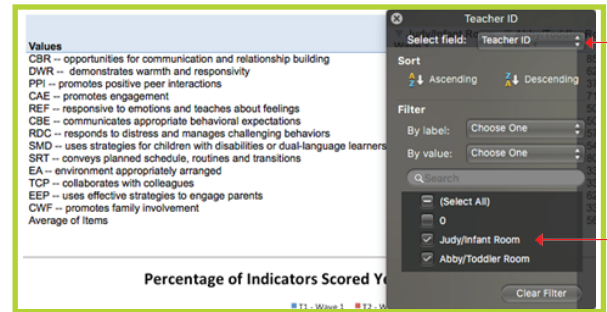 Teacher ID
Select field: Teacher ID
Sort
Ascending Descending
Filter
By label: Choose One
By value: Choose One
Search
(Select All)
0
Judy/Infant Room
Abby/Toddler Room
Clear Filter
Values
CBR -- opportunities for communication and relationship building
DWR -- demonstrates warmth and responsivity
PPI -- promotes positive peer interactions
CAE -- promotes engagement
REF -- responsive to emotions and teaches about feelings
CBE -- communicates appropriate behavioral expectations
RDC -- responds to distress and manages challenging behaviors
SMD -- uses strategies for children with disabilities or dual-language learners
SRT -- conveys planned schedule, routines and transitions
EA -- environment appropriately arranged
TCP -- collaborates with colleagues
EEP -- uses effective strategies to engage parents
CWF -- promotes family involvement
Average of Items
Percentage of Indicators Scored
T1 - Wave 1 T2 -